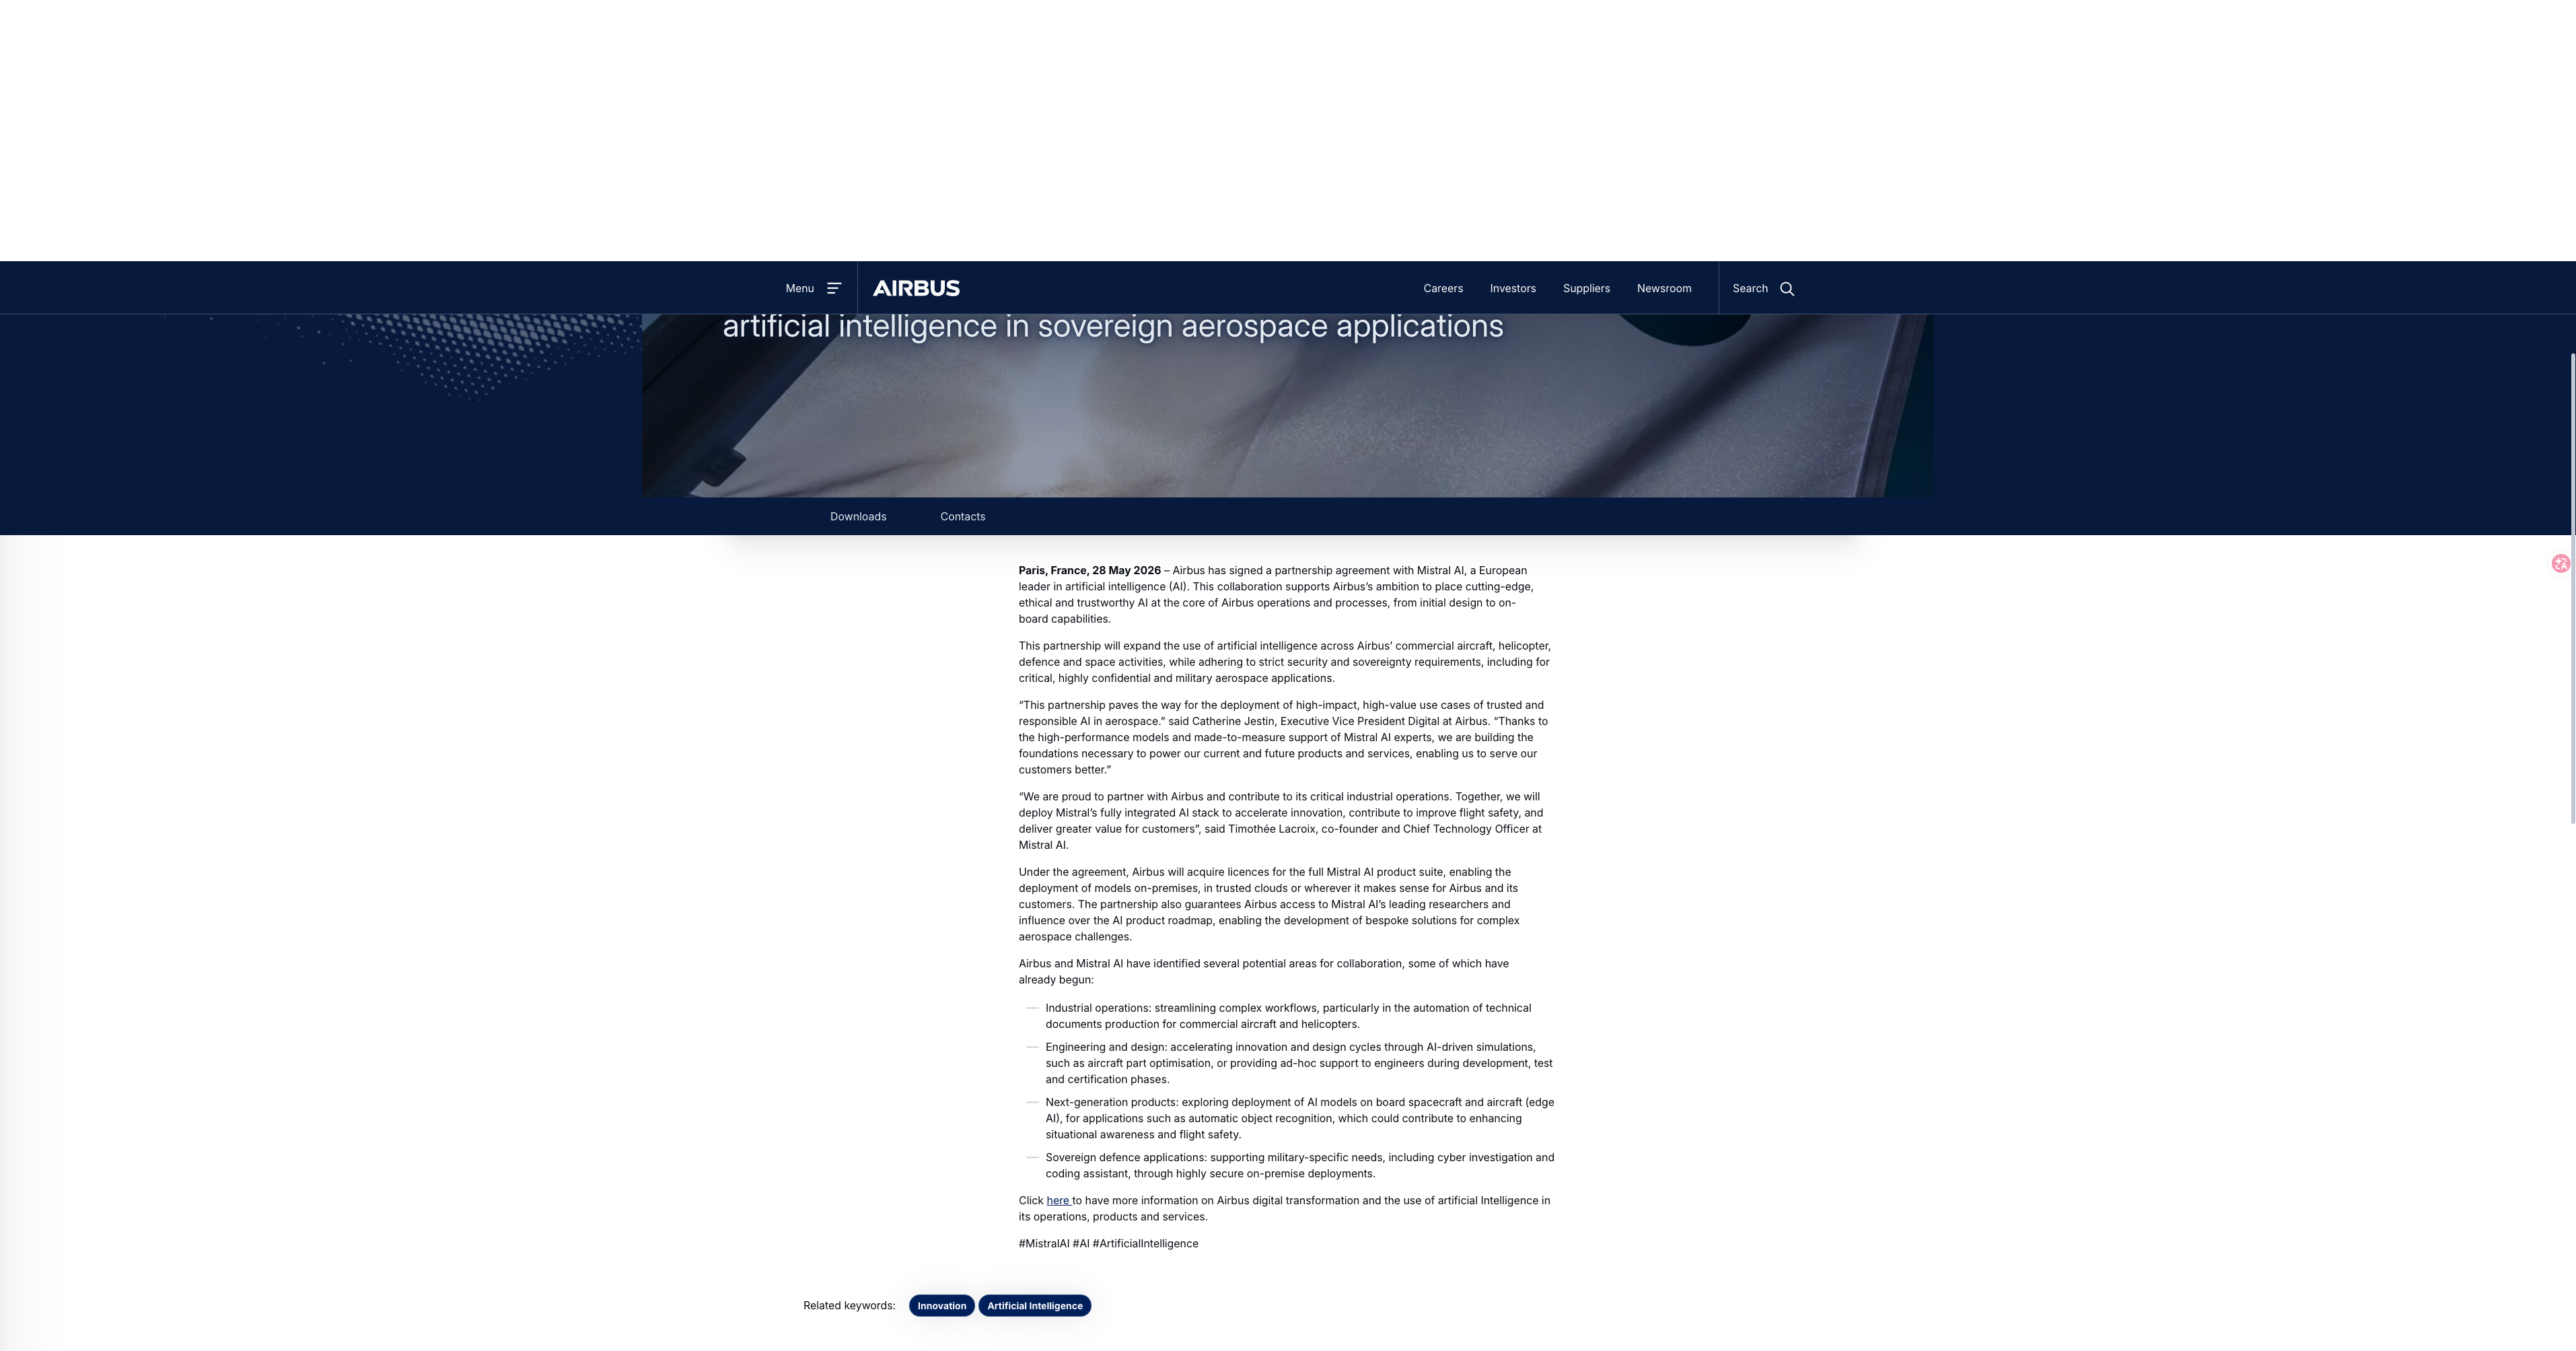 Menu
AIRBUS
Careers
Investors
Suppliers
Newsroom
Search
artificial intelligence in sovereign aerospace applications
Downloads
Contacts
Paris, France, 28 May 2026 – Airbus has signed a partnership agreement with Mistral AI, a European
leader in artificial intelligence (AI). This collaboration supports Airbus’s ambition to place cutting-edge,
ethical and trustworthy AI at the core of Airbus operations and processes, from initial design to on-
board capabilities.
This partnership will expand the use of artificial intelligence across Airbus’ commercial aircraft, helicopter,
defence and space activities, while adhering to strict security and sovereignty requirements, including for
critical, highly confidential and military aerospace applications.
“This partnership paves the way for the deployment of high-impact, high-value use cases of trusted and
responsible AI in aerospace.” said Catherine Jestin, Executive Vice President Digital at Airbus. “Thanks to
the high-performance models and made-to-measure support of Mistral AI experts, we are building the
foundations necessary to power our current and future products and services, enabling us to serve our
customers better.”
“We are proud to partner with Airbus and contribute to its critical industrial operations. Together, we will
deploy Mistral’s fully integrated AI stack to accelerate innovation, contribute to improve flight safety, and
deliver greater value for customers”, said Timothée Lacroix, co-founder and Chief Technology Officer at
Mistral AI.
Under the agreement, Airbus will acquire licences for the full Mistral AI product suite, enabling the
deployment of models on-premises, in trusted clouds or wherever it makes sense for Airbus and its
customers. The partnership also guarantees Airbus access to Mistral AI’s leading researchers and
influence over the AI product roadmap, enabling the development of bespoke solutions for complex
aerospace challenges.
Airbus and Mistral AI have identified several potential areas for collaboration, some of which have
already begun:
Industrial operations: streamlining complex workflows, particularly in the automation of technical
documents production for commercial aircraft and helicopters.
Engineering and design: accelerating innovation and design cycles through AI-driven simulations,
such as aircraft part optimisation, or providing ad-hoc support to engineers during development, test
and certification phases.
Next-generation products: exploring deployment of AI models on board spacecraft and aircraft (edge
AI), for applications such as automatic object recognition, which could contribute to enhancing
situational awareness and flight safety.
Sovereign defence applications: supporting military-specific needs, including cyber investigation and
coding assistant, through highly secure on-premise deployments.
Click here to have more information on Airbus digital transformation and the use of artificial Intelligence in
its operations, products and services.
#MistralAI #AI #ArtificialIntelligence
Related keywords:
Innovation
Artificial Intelligence